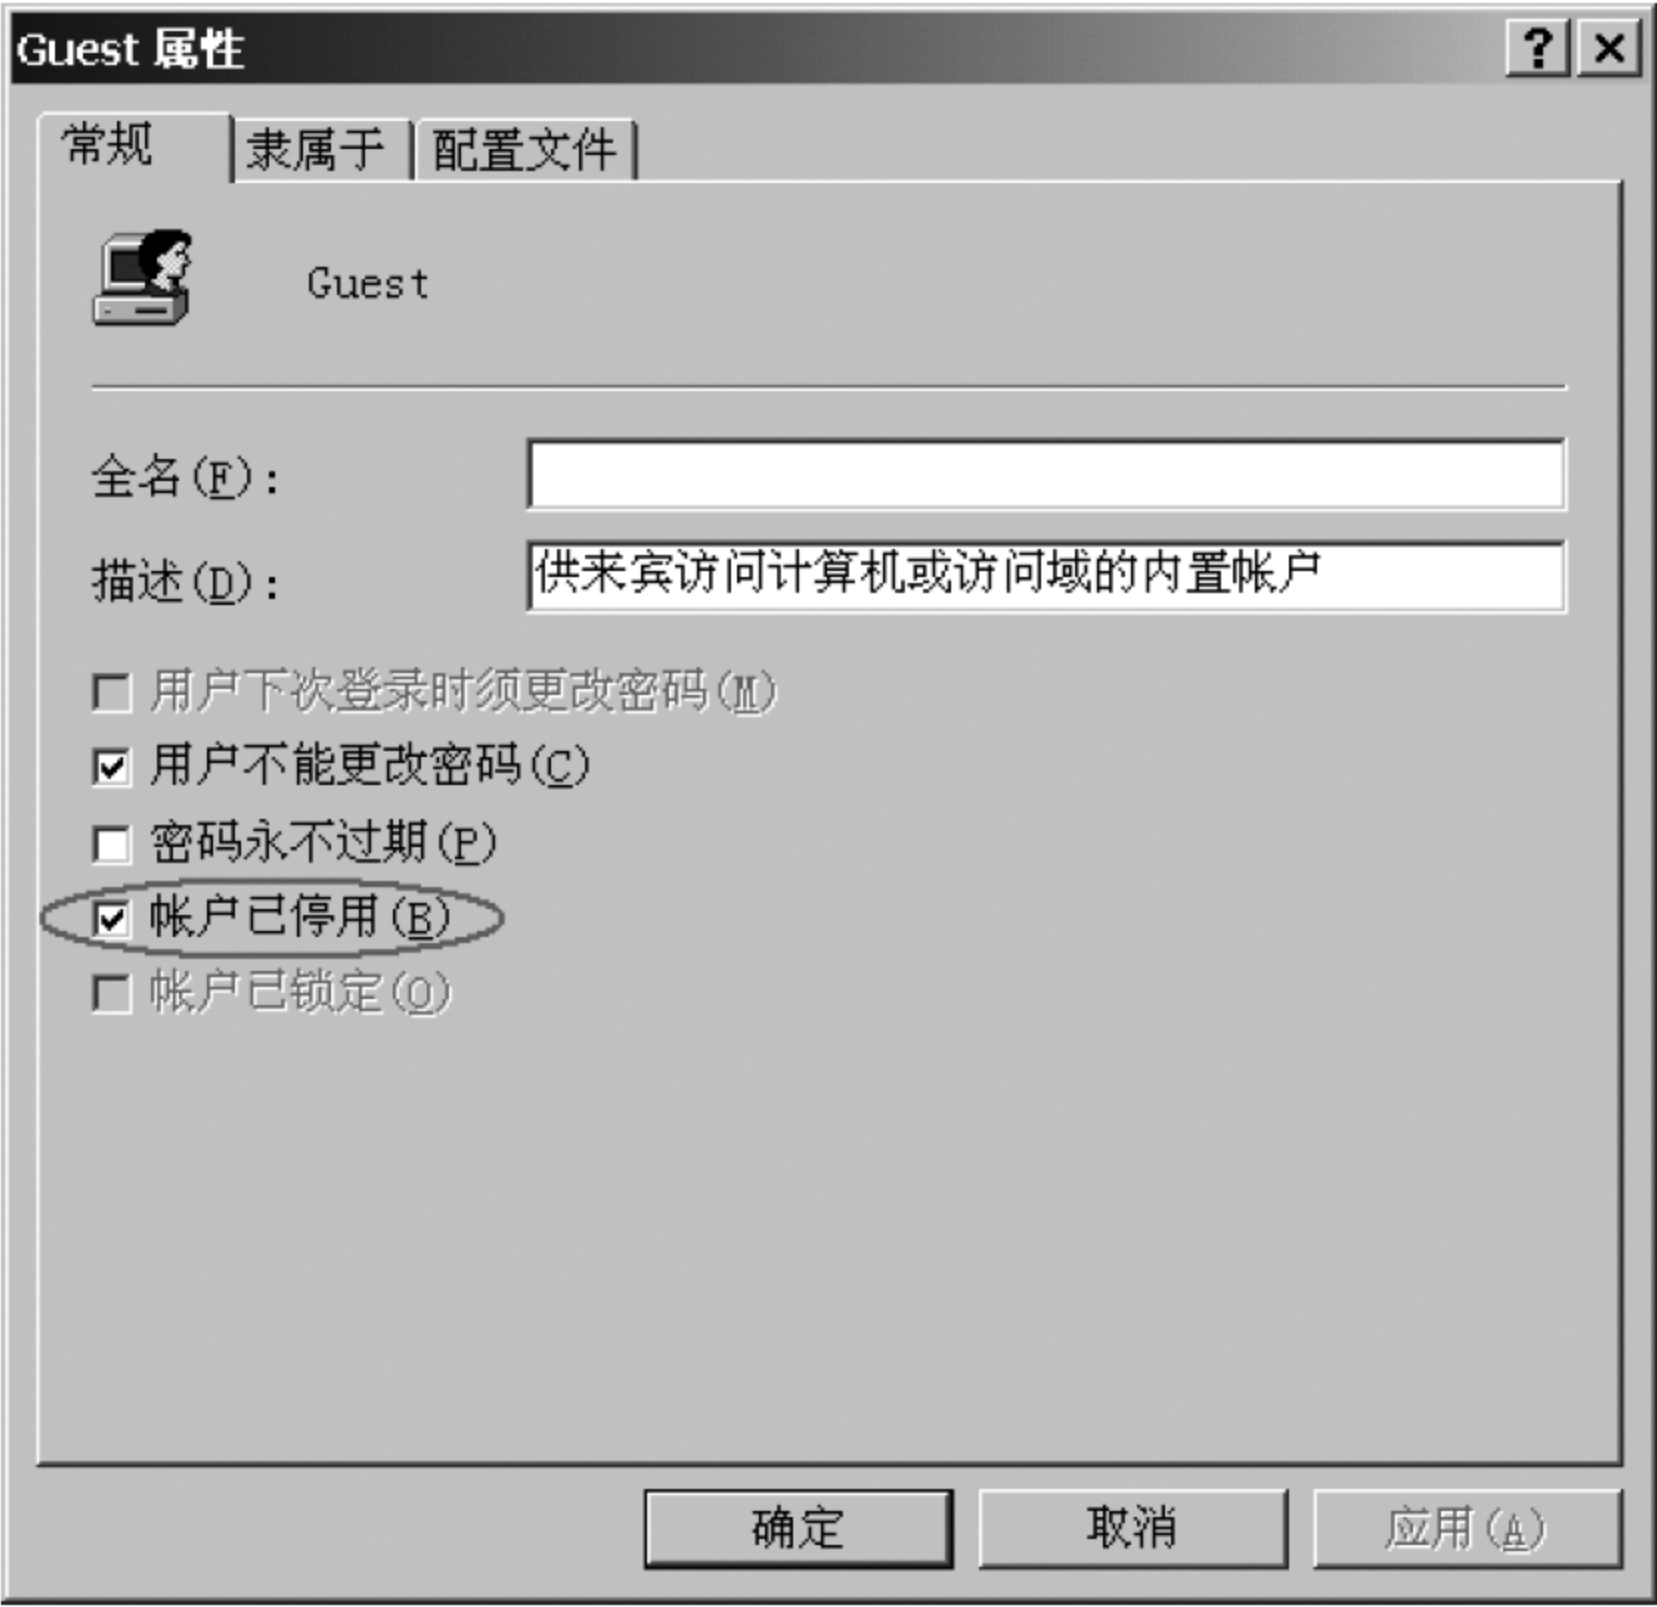 Guest 属性
常规 隶属于 配置文件
Guest
全名(F):
描述(D): 供来宾访问计算机或访问域的内置帐户
用户下次登录时须更改密码(M)
用户不能更改密码(C)
密码永不过期(P)
帐户已停用(B)
帐户已锁定(O)
确定 取消 应用(A)